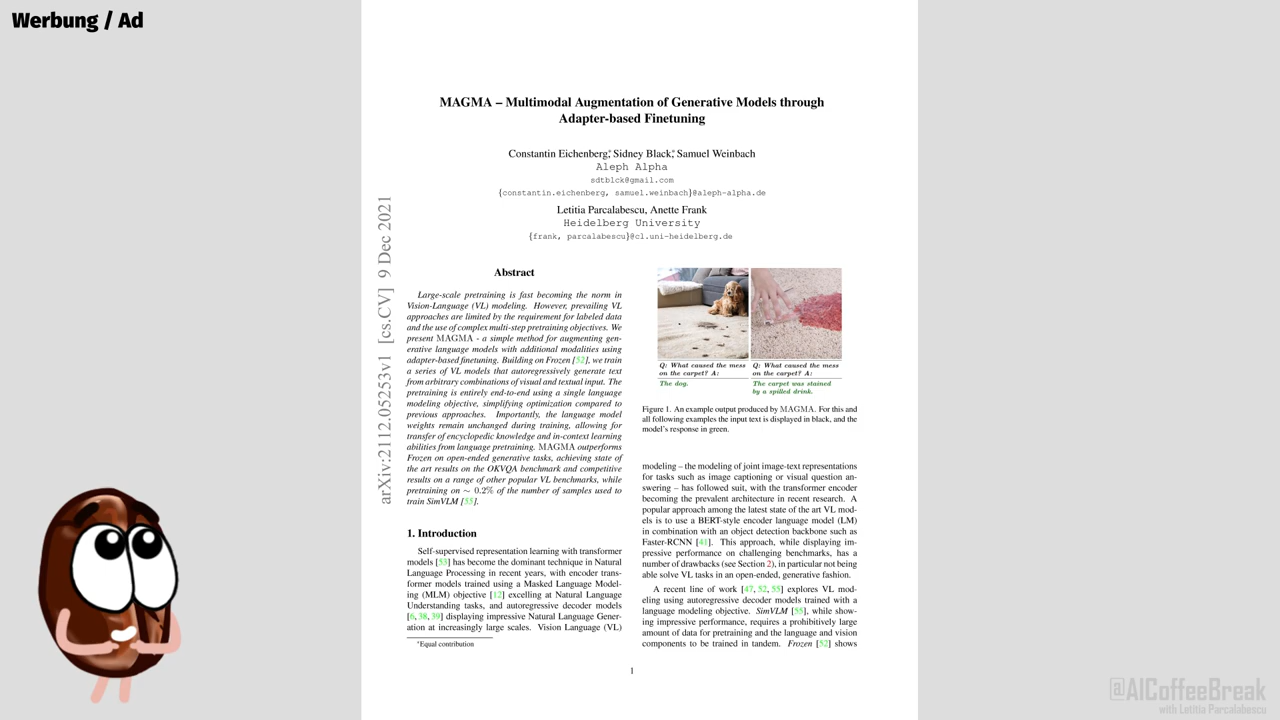 Werbung / Ad
MAGMA – Multimodal Augmentation of Generative Models through
Adapter-based Finetuning
Constantin Eichenberg,* Sidney Black,* Samuel Weinbach
Aleph Alpha
sdtblck@gmail.com
{constantin.eichenberg, samuel.weinbach}@aleph-alpha.de
Letitia Parcalabescu, Anette Frank
Heidelberg University
{frank, parcalabescu}@cl.uni-heidelberg.de
arXiv:2112.05253v1 [cs.CV] 9 Dec 2021
Abstract
Large-scale pretraining is fast becoming the norm in
Vision-Language (VL) modeling. However, prevailing VL
approaches are limited by the requirement for labeled data
and the use of complex multi-step pretraining objectives. We
present MAGMA - a simple method for augmenting gen-
erative language models with additional modalities using
adapter-based finetuning. Building on Frozen [52], we train
a series of VL models that autoregressively generate text
from arbitrary combinations of visual and textual input. The
pretraining is entirely end-to-end using a single language
modeling objective, simplifying optimization compared to
previous approaches. Importantly, the language model
weights remain unchanged during training, allowing for
transfer of encyclopedic knowledge and in-context learning
abilities from language pretraining. MAGMA outperforms
Frozen on open-ended generative tasks, achieving state of
the art results on the OKVQA benchmark and competitive
results on a range of other popular VL benchmarks, while
pretraining on ∼ 0.2% of the number of samples used to
train SimVLM [55].
1. Introduction
Self-supervised representation learning with transformer
models [53] has become the dominant technique in Natural
Language Processing in recent years, with encoder trans-
former models trained using a Masked Language Model-
ing (MLM) objective [12] excelling at Natural Language
Understanding tasks, and autoregressive decoder models
[6, 38, 39] displaying impressive Natural Language Gener-
ation at increasingly large scales. Vision Language (VL)
*Equal contribution
Q: What caused the mess
on the carpet? A:
The dog.
Q: What caused the mess
on the carpet? A:
The carpet was stained
by a spilled drink.
Figure 1. An example output produced by MAGMA. For this and
all following examples the input text is displayed in black, and the
model's response in green.
modeling – the modeling of joint image-text representations
for tasks such as image captioning or visual question an-
swering – has followed suit, with the transformer encoder
becoming the prevalent architecture in recent research. A
popular approach among the latest state of the art VL mod-
els is to use a BERT-style encoder language model (LM)
in combination with an object detection backbone such as
Faster-RCNN [41]. This approach, while displaying im-
pressive performance on challenging benchmarks, has a
number of drawbacks (see Section 2), in particular not being
able solve VL tasks in an open-ended, generative fashion.
A recent line of work [47, 52, 55] explores VL mod-
eling using autoregressive decoder models trained with a
language modeling objective. SimVLM [55], while show-
ing impressive performance, requires a prohibitively large
amount of data for pretraining and the language and vision
components to be trained in tandem. Frozen [52] shows
1
@AICoffeeBreak
with Letitia Parcalabescu